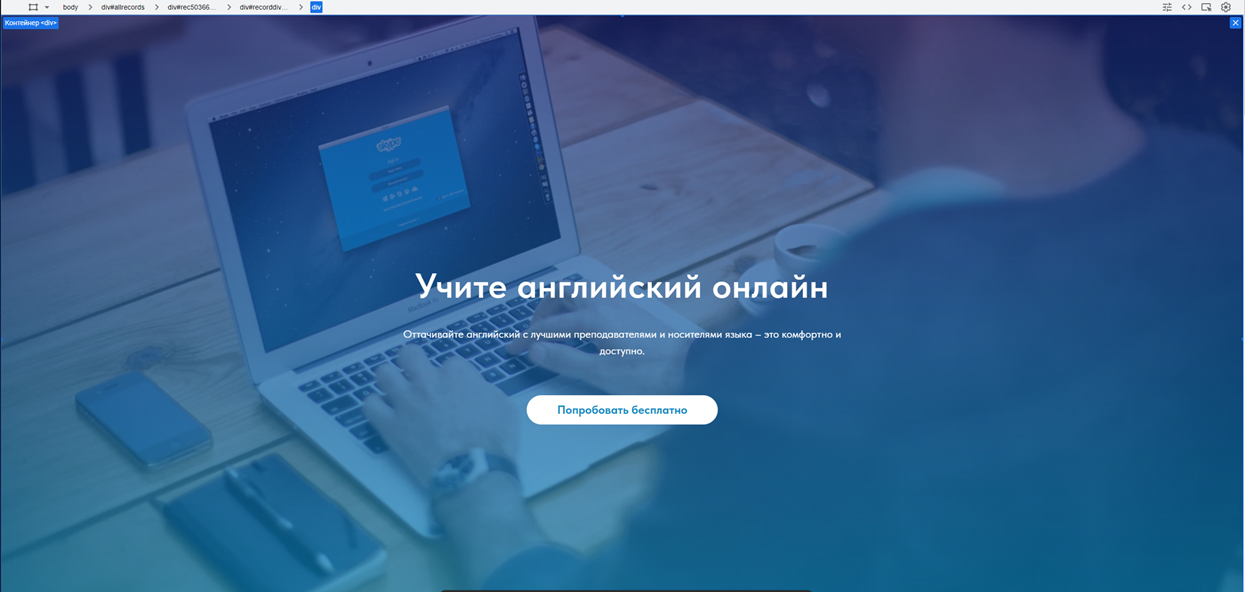 body
div#allrecords
div#rec50366...
div#recorddiv...
div
Контейнер <div>
skype
Учите английский онлайн
Оттачивайте английский с лучшими преподавателями и носителями языка – это комфортно и
доступно.
Попробовать бесплатно